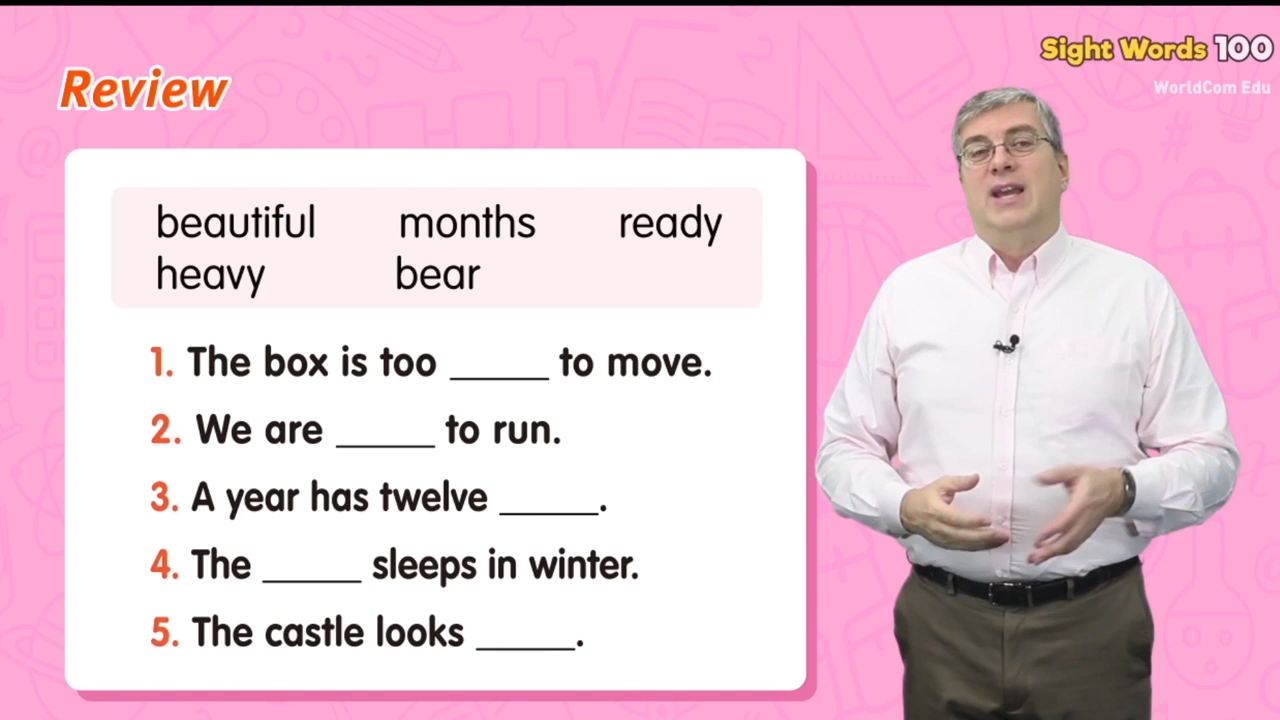 Sight Words 100
WorldCom Edu
Review
beautiful months ready
heavy bear
1. The box is too _____ to move.
2. We are _____ to run.
3. A year has twelve _____.
4. The _____ sleeps in winter.
5. The castle looks _____.